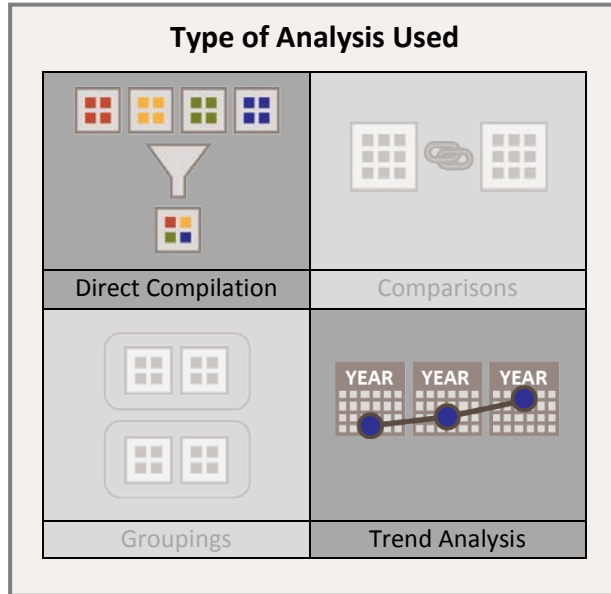 Type of Analysis Used
Direct Compilation
Comparisons
YEAR YEAR YEAR
Groupings
Trend Analysis